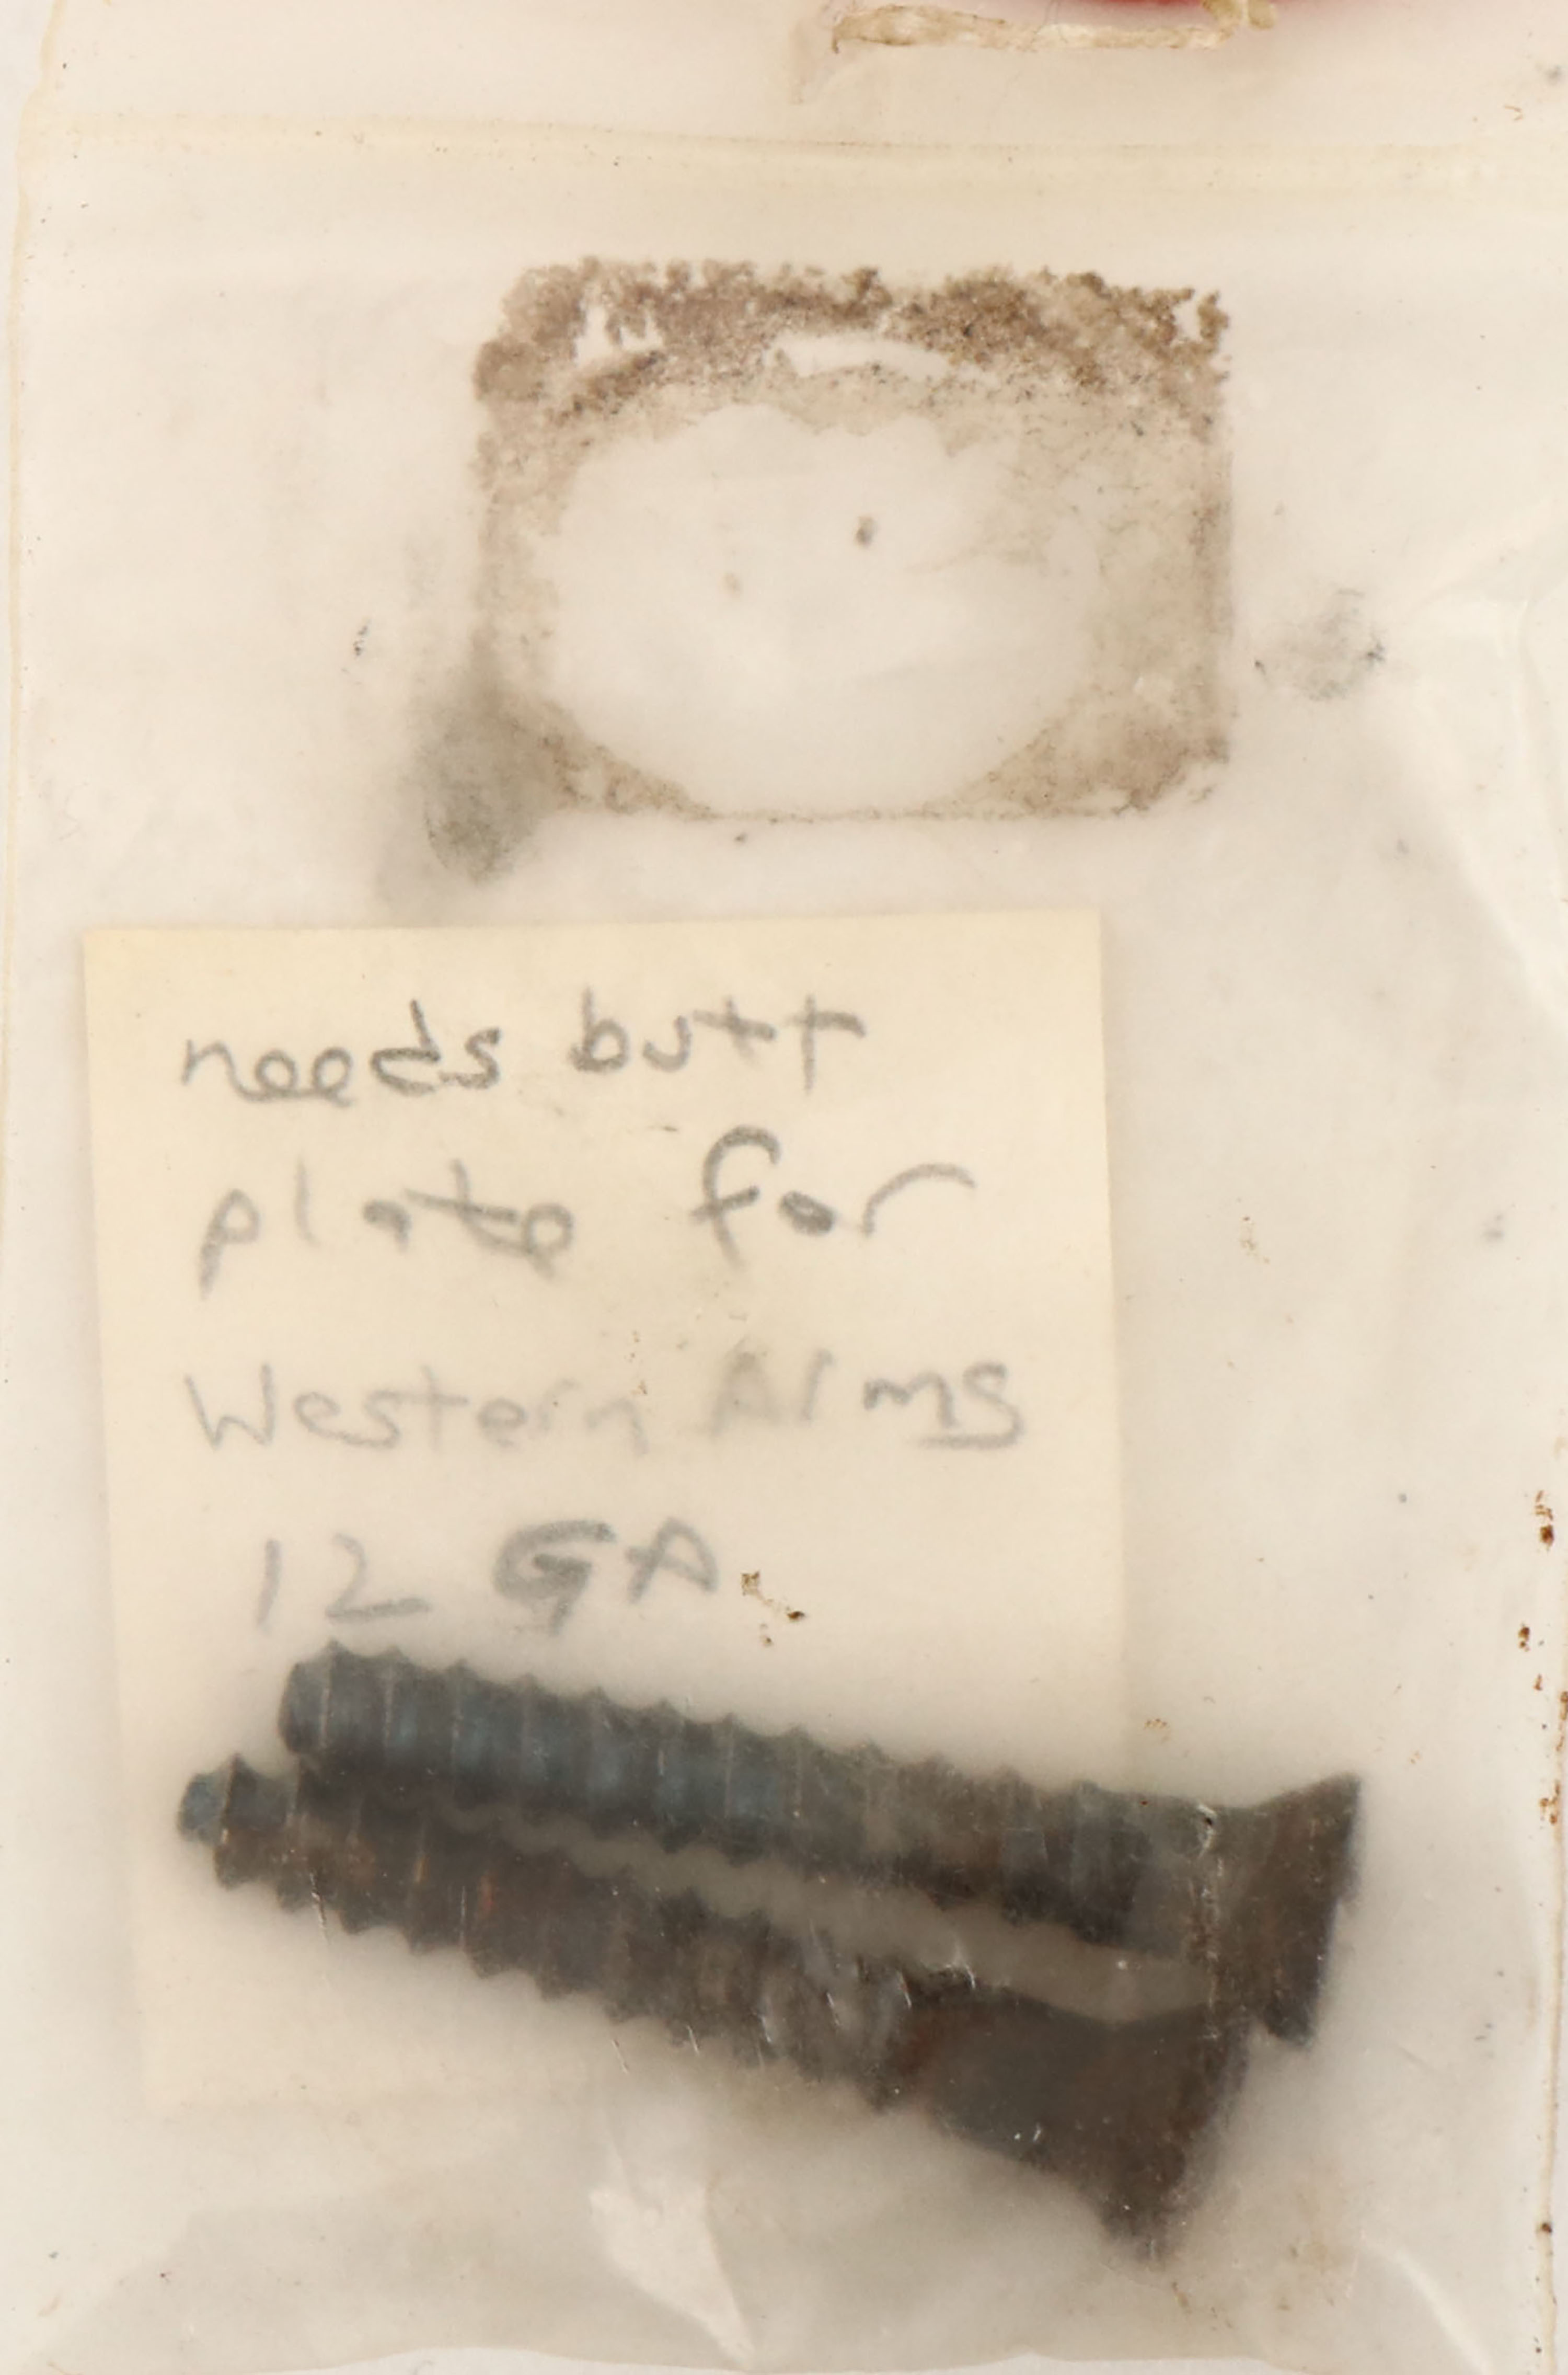 needs butt
plate for
Western Arms
12 GA